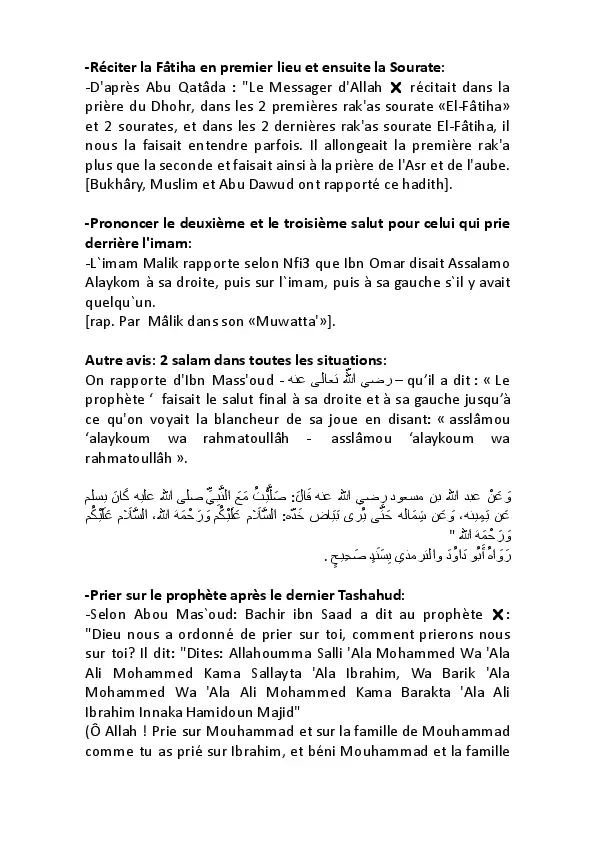 -Réciter la Fâtiha en premier lieu et ensuite la Sourate:
-D'après Abu Qatâda : "Le Messager d'Allah ✖ récitait dans la
prière du Dhohr, dans les 2 premières rak'as sourate «El-Fâtiha»
et 2 sourates, et dans les 2 dernières rak'as sourate El-Fâtiha, il
nous la faisait entendre parfois. Il allongeait la première rak'a
plus que la seconde et faisait ainsi à la prière de l'Asr et de l'aube.
[Bukhâry, Muslim et Abu Dawud ont rapporté ce hadith].
-Prononcer le deuxième et le troisième salut pour celui qui prie
derrière l'imam:
-L`imam Malik rapporte selon Nfi3 que Ibn Omar disait Assalamo
Alaykom à sa droite, puis sur l`imam, puis à sa gauche s`il y avait
quelqu`un.
[rap. Par Mâlik dans son «Muwatta'»].
Autre avis: 2 salam dans toutes les situations:
On rapporte d'Ibn Mass'oud - رضي الله تعالى عنه – qu’il a dit : « Le
prophète ‘ faisait le salut final à sa droite et à sa gauche jusqu’à
ce qu'on voyait la blancheur de sa joue en disant: « asslâmou
‘alaykoum wa rahmatoullâh - asslâmou ‘alaykoum wa
rahmatoullâh ».
وَعَنْ عبد الله بن مسعود رضي الله عنه قَالَ: صَلَّيْتُ مَعَ النَّبِيِّ صلى الله عليه كَانَ يسلم
عَن يَمِينه، وَعَن شِمَاله حَتَّى يُرى بَيَاض خَدّه: السَّلَام عَلَيْكُم وَرَحْمَة الله، السَّلَام عَلَيْكُم
وَرَحْمَة الله "
رَوَاهُ أَبُو دَاوُدَ والترمذي بِسَنَدٍ صَحِيحٍ .
-Prier sur le prophète après le dernier Tashahud:
-Selon Abou Mas`oud: Bachir ibn Saad a dit au prophète ✖:
"Dieu nous a ordonné de prier sur toi, comment prierons nous
sur toi? Il dit: "Dites: Allahoumma Salli 'Ala Mohammed Wa 'Ala
Ali Mohammed Kama Sallayta 'Ala Ibrahim, Wa Barik 'Ala
Mohammed Wa 'Ala Ali Mohammed Kama Barakta 'Ala Ali
Ibrahim Innaka Hamidoun Majid"
(Ô Allah ! Prie sur Mouhammad et sur la famille de Mouhammad
comme tu as prié sur Ibrahim, et béni Mouhammad et la famille